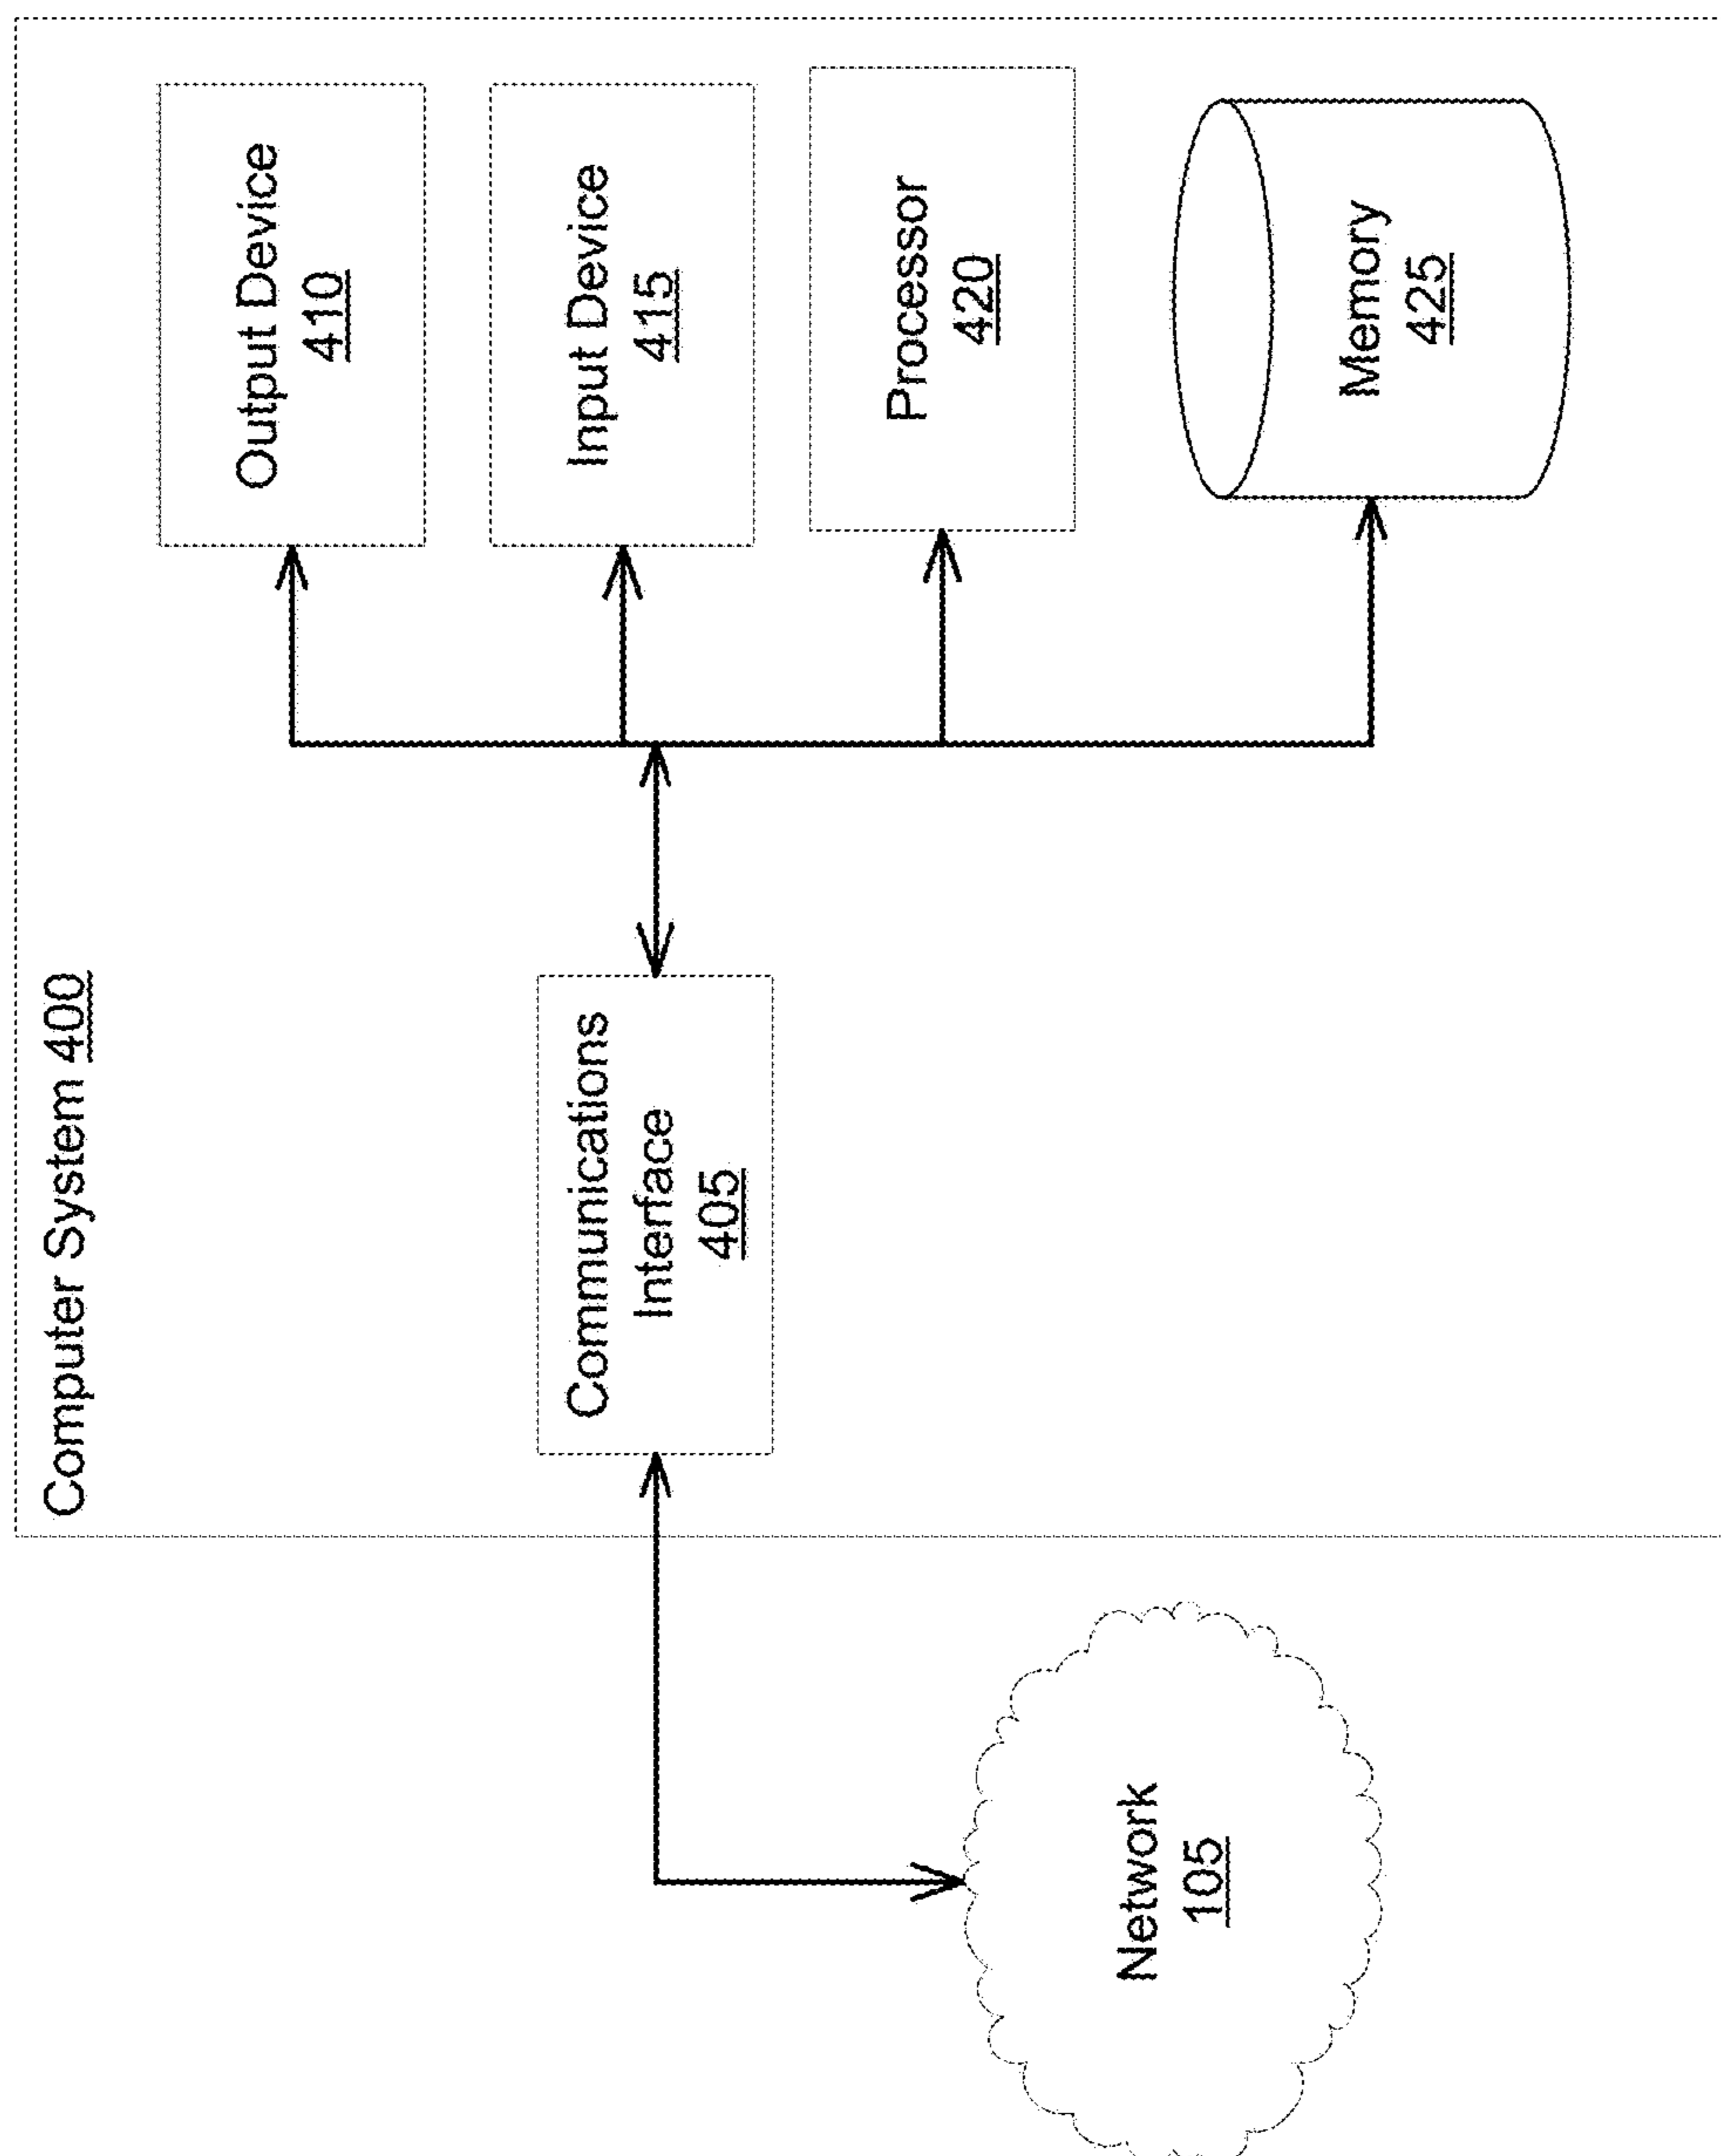 Computer System 400
Output Device
410
Input Device
415
Communications
Interface
405
Processor
420
Memory
425
Network
105